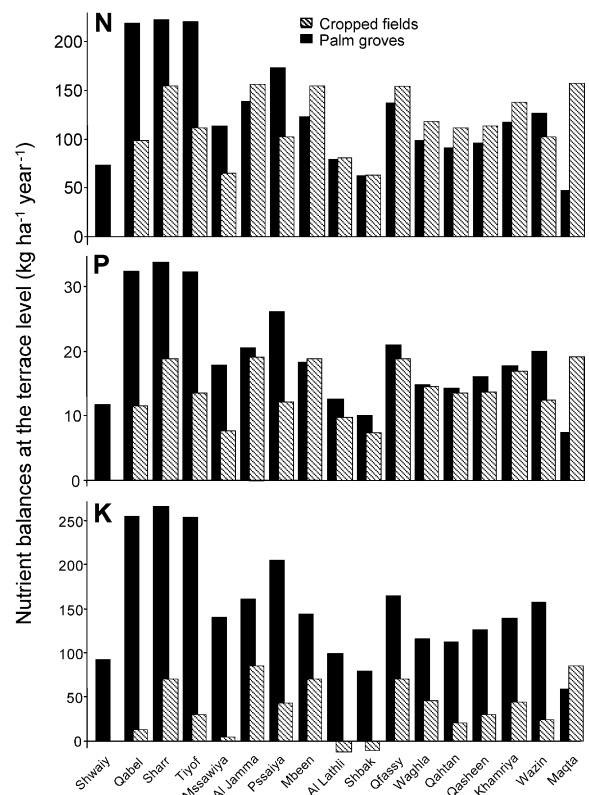 N
Cropped fields
Palm groves
200
150
100
50
0
P
30
20
10
0
K
250
200
150
100
50
0
Nutrient balances at the terrace level (kg ha⁻¹ year⁻¹)
Shwaiy
Qabel
Sharr
Tiyof
Mssawiya
Al Jamma
Pssaiya
Mbeen
Al Lathli
Shbak
Qfassy
Waghla
Qahtan
Qasheen
Khamriya
Wazin
Maqta